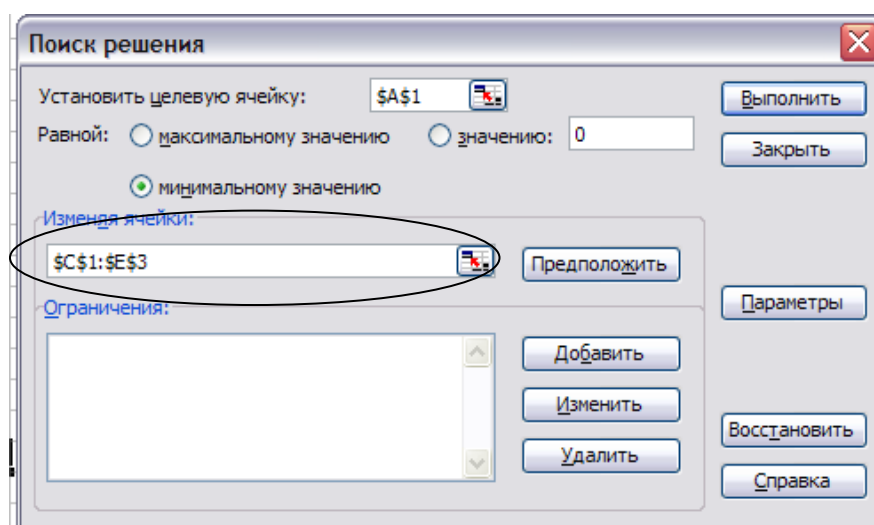 Поиск решения
Установить целевую ячейку: $A$1 Выполнить
Равной: максимальному значению значению: 0 Закрыть
минимальному значению
Изменяя ячейки:
$C$1:$E$3 Предположить
Ограничения: Параметры
Добавить
Изменить
Восстановить
Удалить
Справка